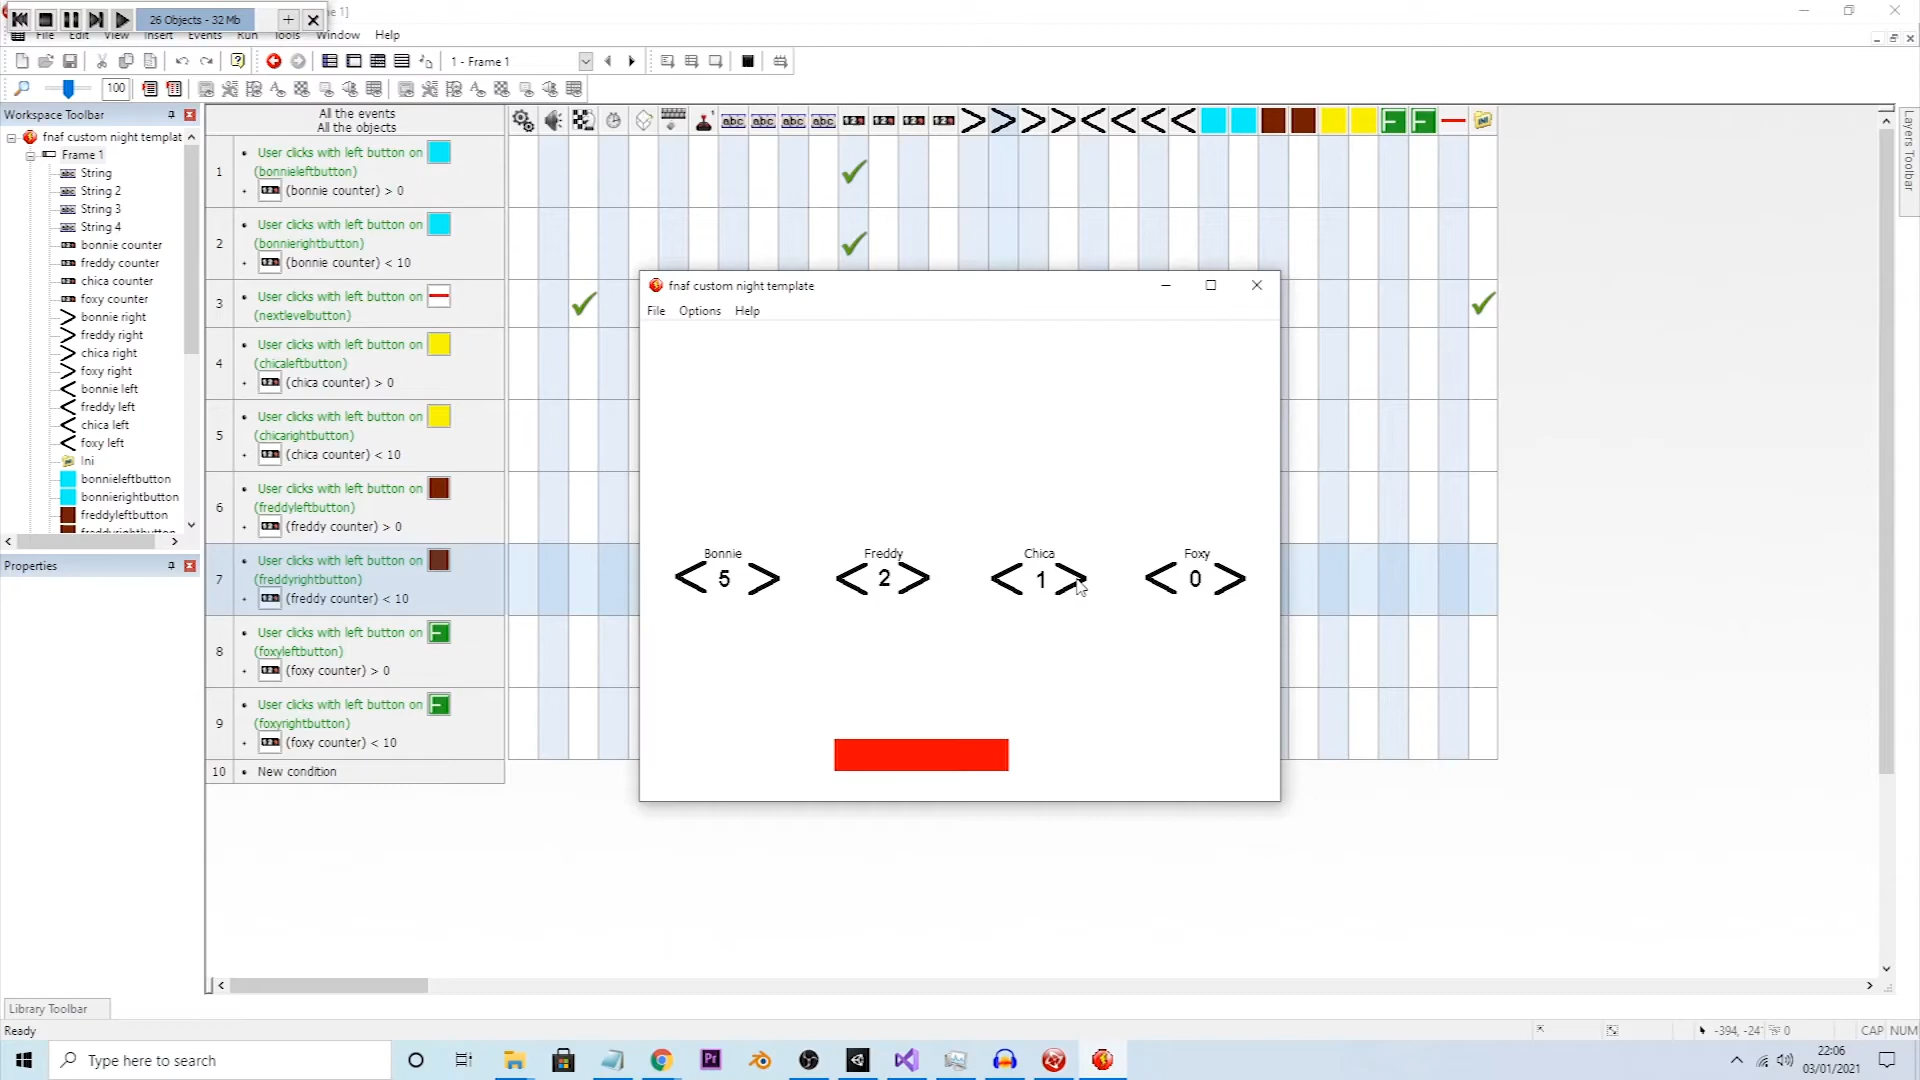 26 Objects - 32 Mb
e 1]
File Edit View Insert Events Run Tools Window Help
1 - Frame 1
100
Workspace Toolbar
fnaf custom night templat
Frame 1
String
String 2
String 3
String 4
bonnie counter
freddy counter
chica counter
foxy counter
bonnie right
freddy right
chica right
foxy right
bonnie left
freddy left
chica left
foxy left
Ini
bonnieleftbutton
bonnierightbutton
freddyleftbutton
freddyrightbutton
Properties
Library Toolbar
Ready
All the events
All the objects
1
User clicks with left button on
(bonnieleftbutton)
(bonnie counter) > 0
2
User clicks with left button on
(bonnierightbutton)
(bonnie counter) < 10
3
User clicks with left button on
(nextlevelbutton)
4
User clicks with left button on
(chicaleftbutton)
(chica counter) > 0
5
User clicks with left button on
(chicarightbutton)
(chica counter) < 10
6
User clicks with left button on
(freddyleftbutton)
(freddy counter) > 0
7
User clicks with left button on
(freddyrightbutton)
(freddy counter) < 10
8
User clicks with left button on
(foxyleftbutton)
(foxy counter) > 0
9
User clicks with left button on
(foxyrightbutton)
(foxy counter) < 10
10 New condition
abc abc abc abc
fnaf custom night template
File Options Help
Bonnie Freddy Chica Foxy
< 5 > < 2 > < 1 > < 0 >
Layers Toolbar
-394, -24
0
CAP NUM
Type here to search
Pr
22:06
03/01/2021